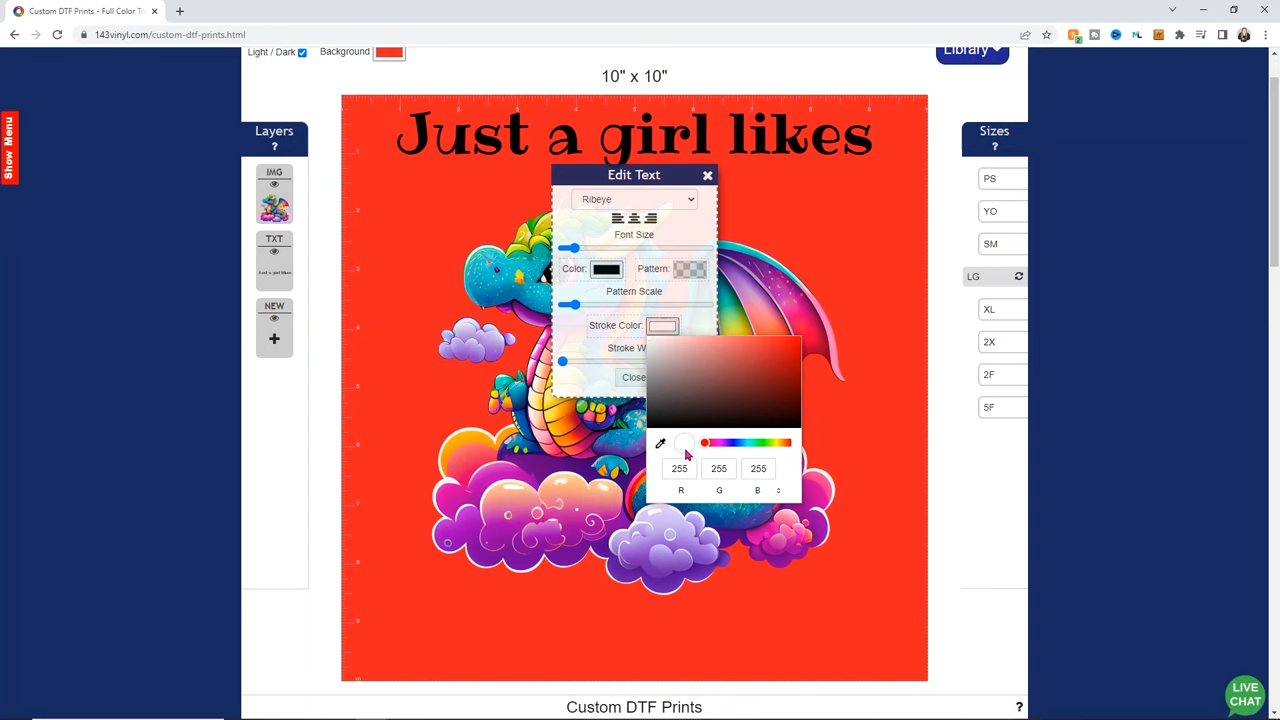 Custom DTF Prints - Full Color Tr
143vinyl.com/custom-dtf-prints.html
Light / Dark
Background
Library
10" x 10"
Show Menu
Layers
?
IMG
TXT
Just a girl likes
NEW
Just a girl likes
Edit Text
Ribeye
Font Size
Color:
Pattern:
Pattern Scale
Stroke Color:
Stroke W
Close
255
255
255
R
G
B
Sizes
?
PS
YO
SM
LG
XL
2X
2F
5F
Custom DTF Prints
?
LIVE
CHAT